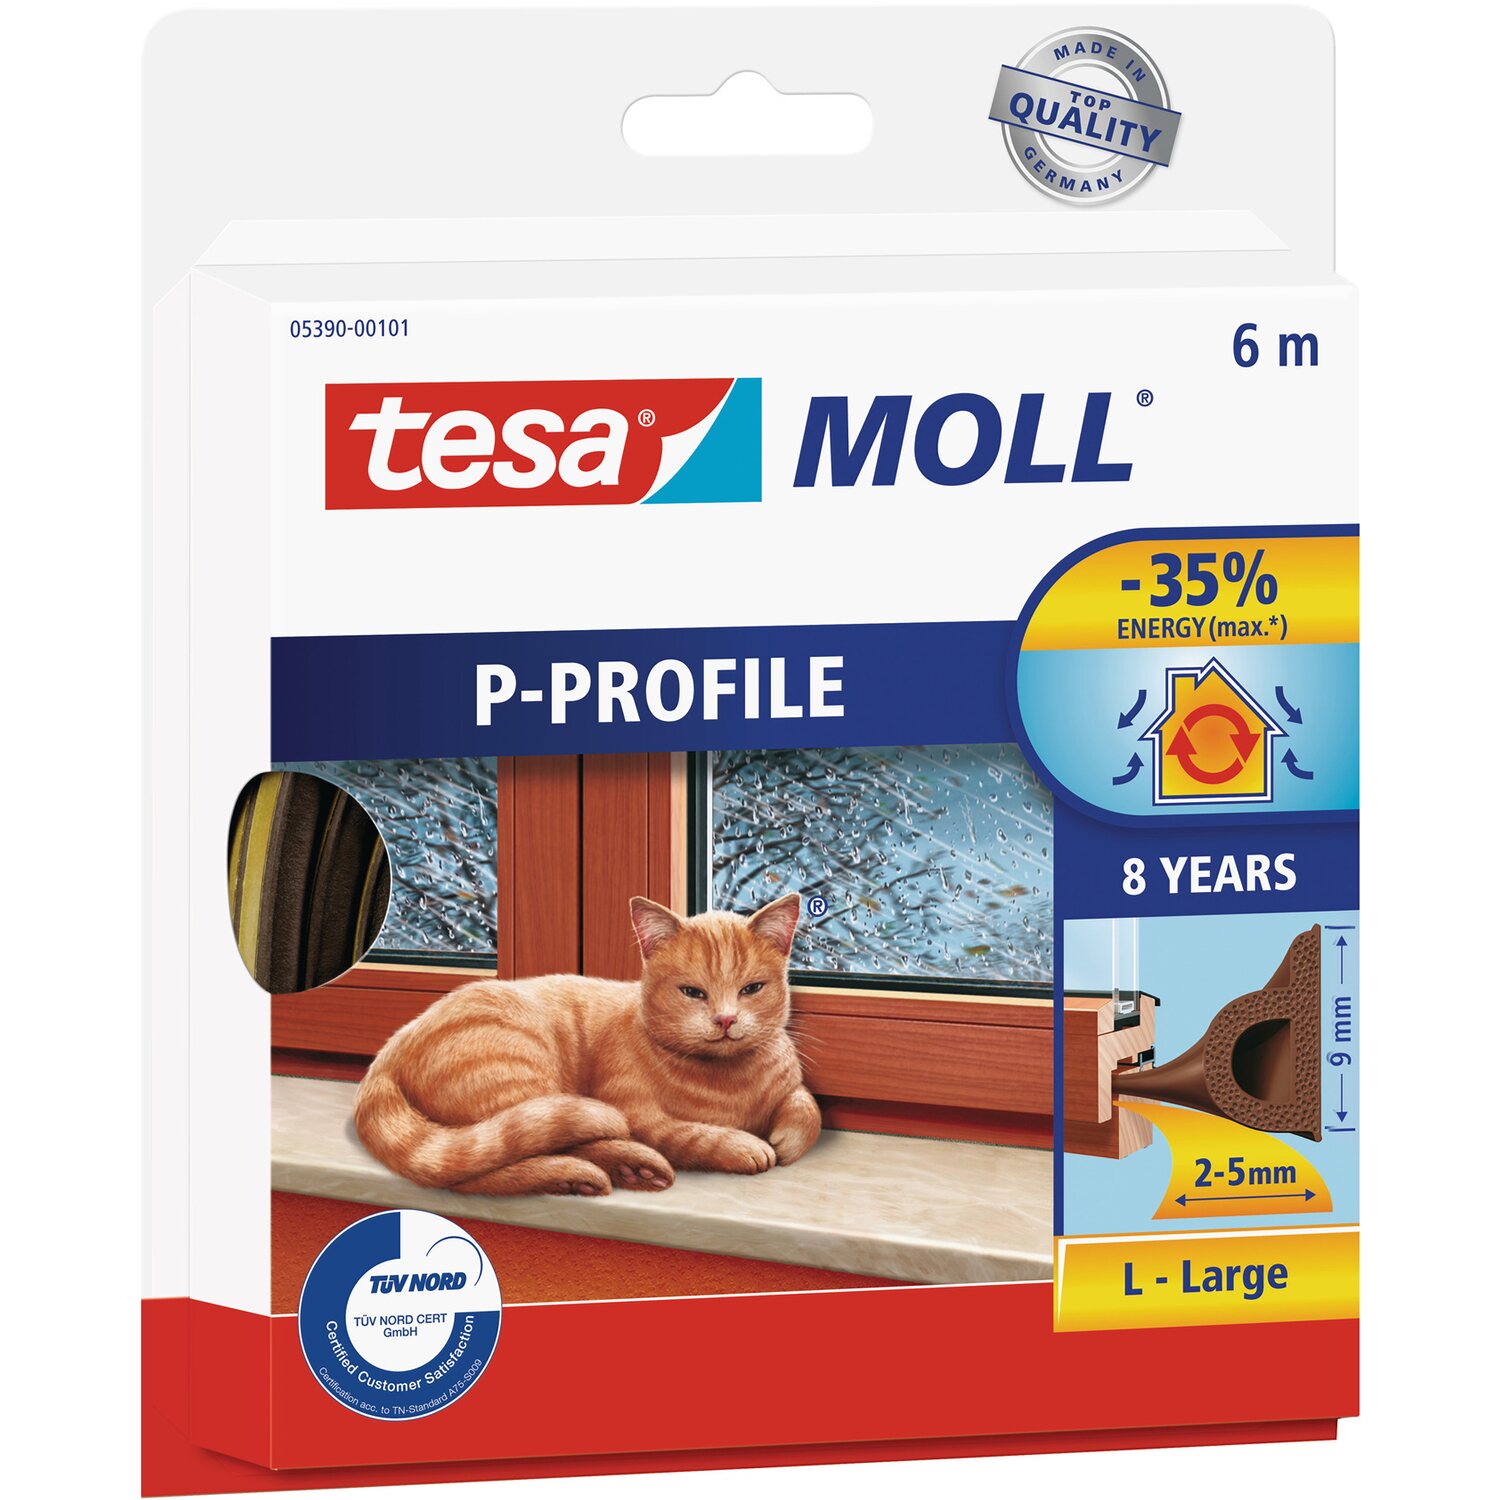 MADE IN
TOP
QUALITY
GERMANY
05390-00101
6 m
tesa®
MOLL®
-35%
ENERGY (max.*)
P-PROFILE
8 YEARS
®
9 mm
2-5mm
L - Large
TÜV NORD
TÜV NORD CERT
GmbH
Certified Customer Satisfaction
Certification acc. to TN-Standard A75-S009